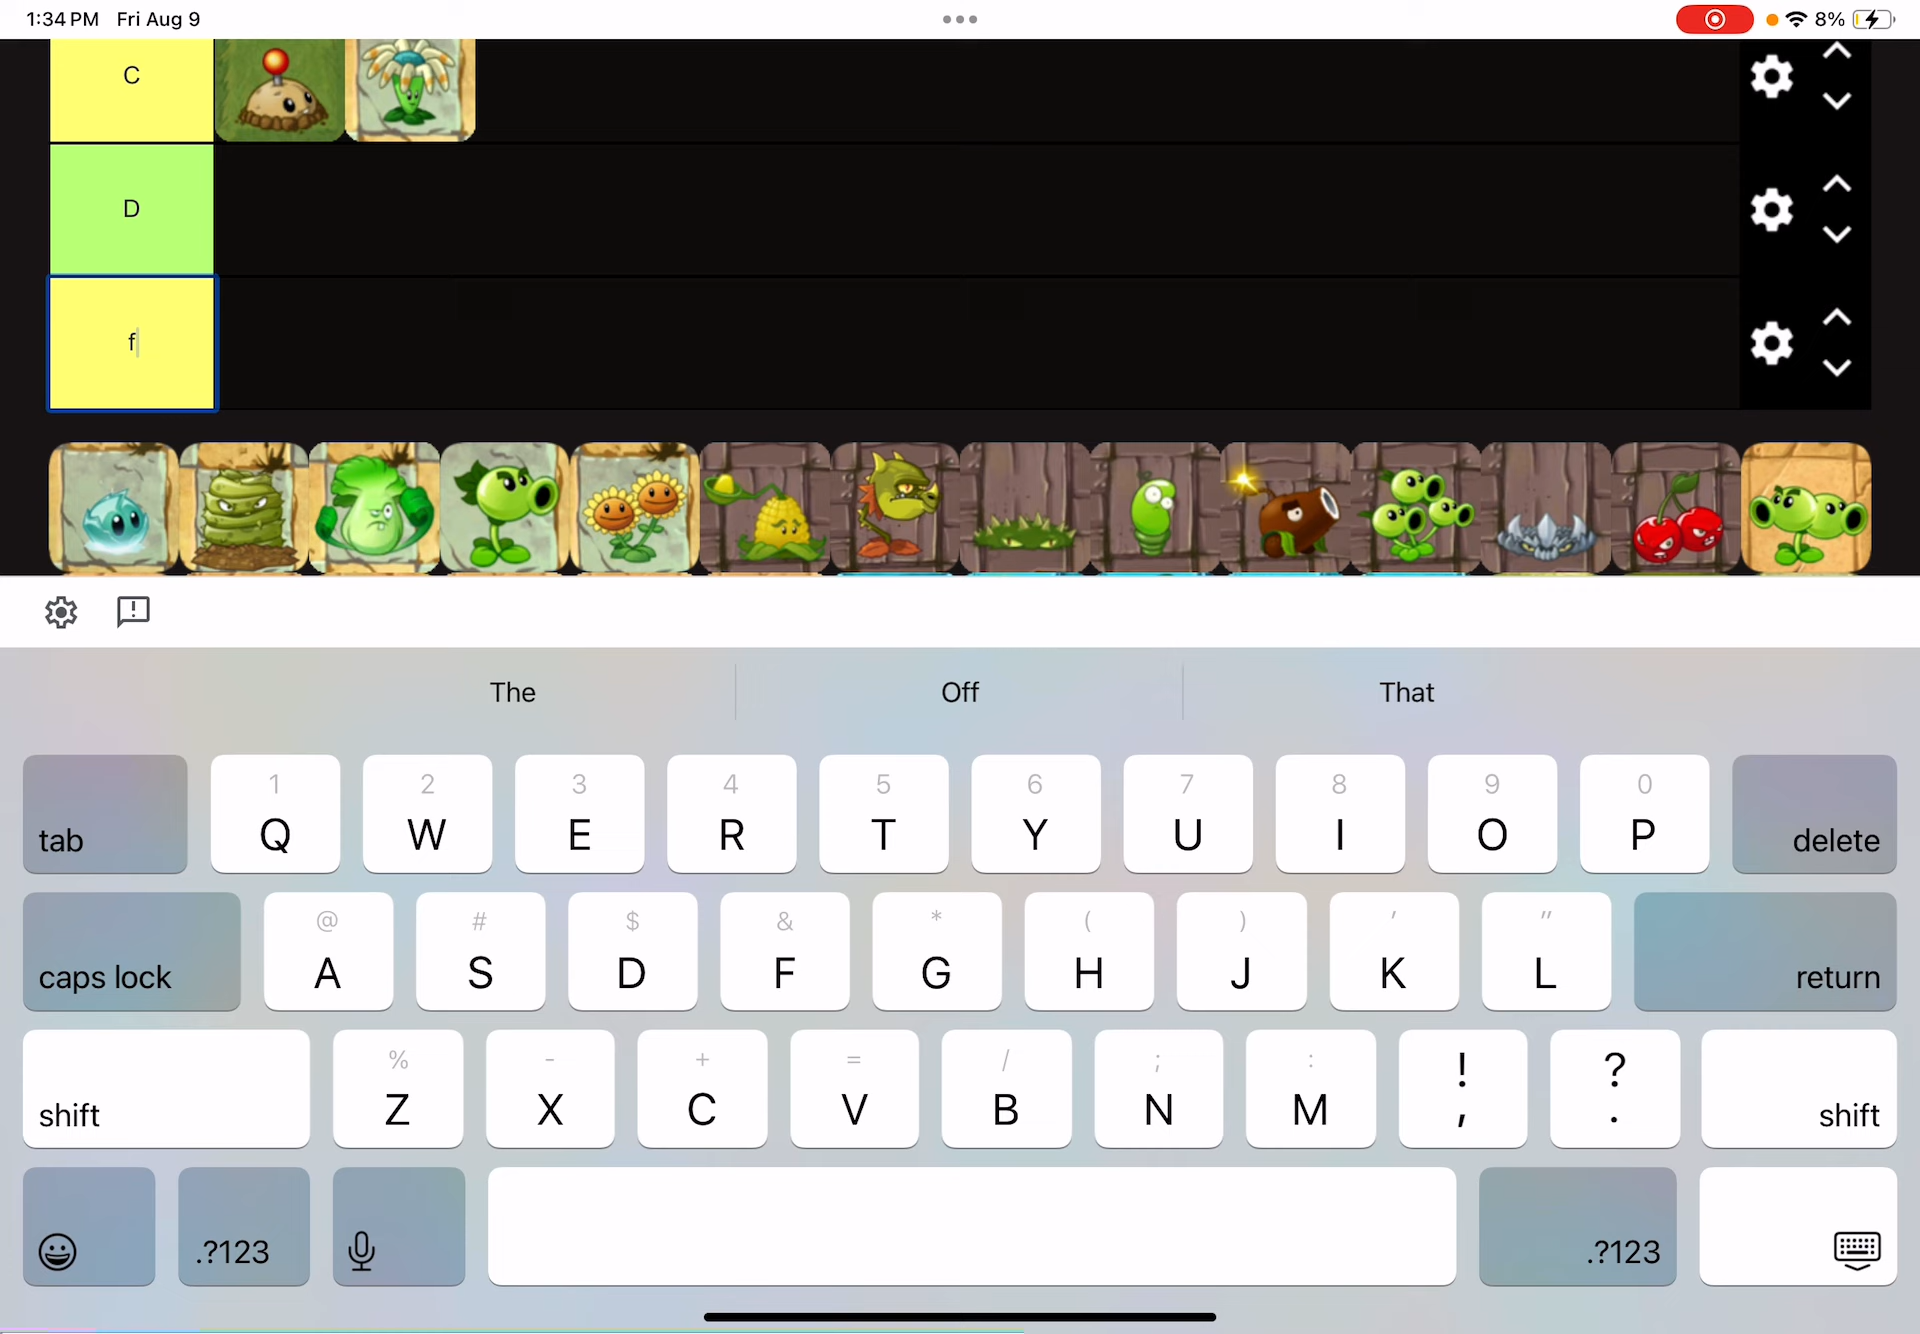 1:34 PM Fri Aug 9
8%
C
D
f
The Off That
tab 1 Q 2 W 3 E 4 R 5 T 6 Y 7 U 8 I 9 O 0 P delete
caps lock @ A # S $ D & F * G ( H ) J ' K " L return
shift % Z - X + C = V / B ; N : M ! , ? . shift
.?123 .?123